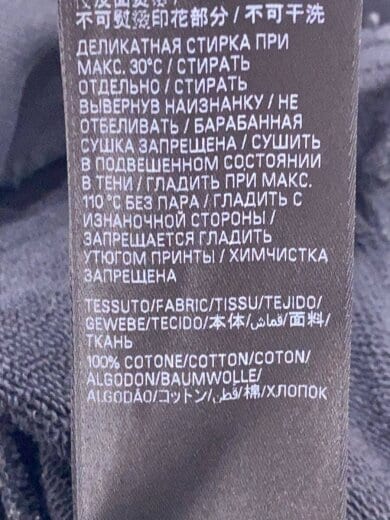 不可熨烫印花部分 / 不可干洗
ДЕЛИКАТНАЯ СТИРКА ПРИ
МАКС. 30°C / СТИРАТЬ
ОТДЕЛЬНО / СТИРАТЬ
ВЫВЕРНУВ НАИЗНАНКУ / НЕ
ОТБЕЛИВАТЬ / БАРАБАННАЯ
СУШКА ЗАПРЕЩЕНА / СУШИТЬ
В ПОДВЕШЕННОМ СОСТОЯНИИ
В ТЕНИ / ГЛАДИТЬ ПРИ МАКС.
110 °C БЕЗ ПАРА / ГЛАДИТЬ С
ИЗНАНОЧНОЙ СТОРОНЫ /
ЗАПРЕЩАЕТСЯ ГЛАДИТЬ
УТЮГОМ ПРИНТЫ / ХИМЧИСТКА
ЗАПРЕЩЕНА
TESSUTO/FABRIC/TISSU/TEJIDO/
GEWEBE/TECIDO/本体/قماش/面料/
ТКАНЬ
100% COTONE/COTTON/COTON/
ALGODON/BAUMWOLLE/
ALGODÃO/コットン/قطن/棉/ХЛОПОК